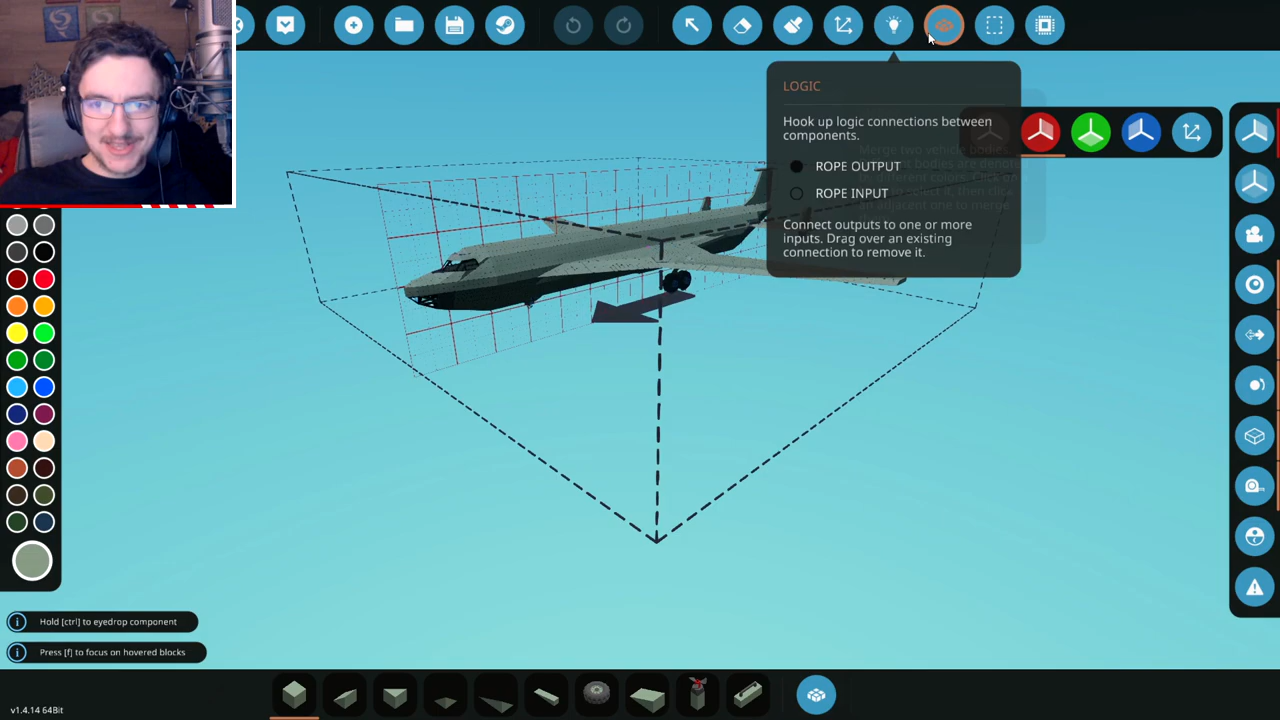 LOGIC
Hook up logic connections between
components.
ROPE OUTPUT
ROPE INPUT
Connect outputs to one or more
inputs. Drag over an existing
connection to remove it.
Hold [ctrl] to eyedrop component
Press [f] to focus on hovered blocks
v1.4.14 64Bit